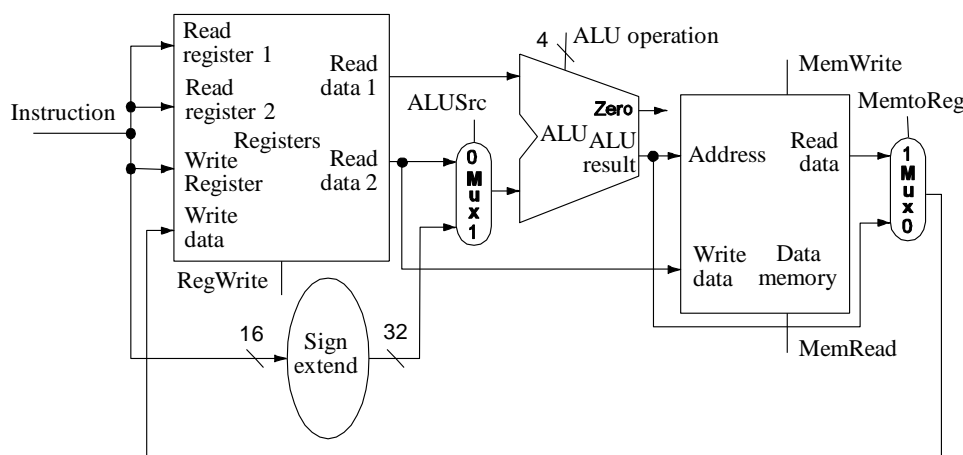 Instruction
Read
register 1
Read
register 2
Registers
Write
Register
Write
data
Read
data 1
Read
data 2
RegWrite
16
Sign
extend
32
ALUSrc
0
M
u
x
1
4
ALU operation
Zero
ALU
ALU
result
MemWrite
Address
Read
data
Write
data
Data
memory
MemRead
MemtoReg
1
M
u
x
0